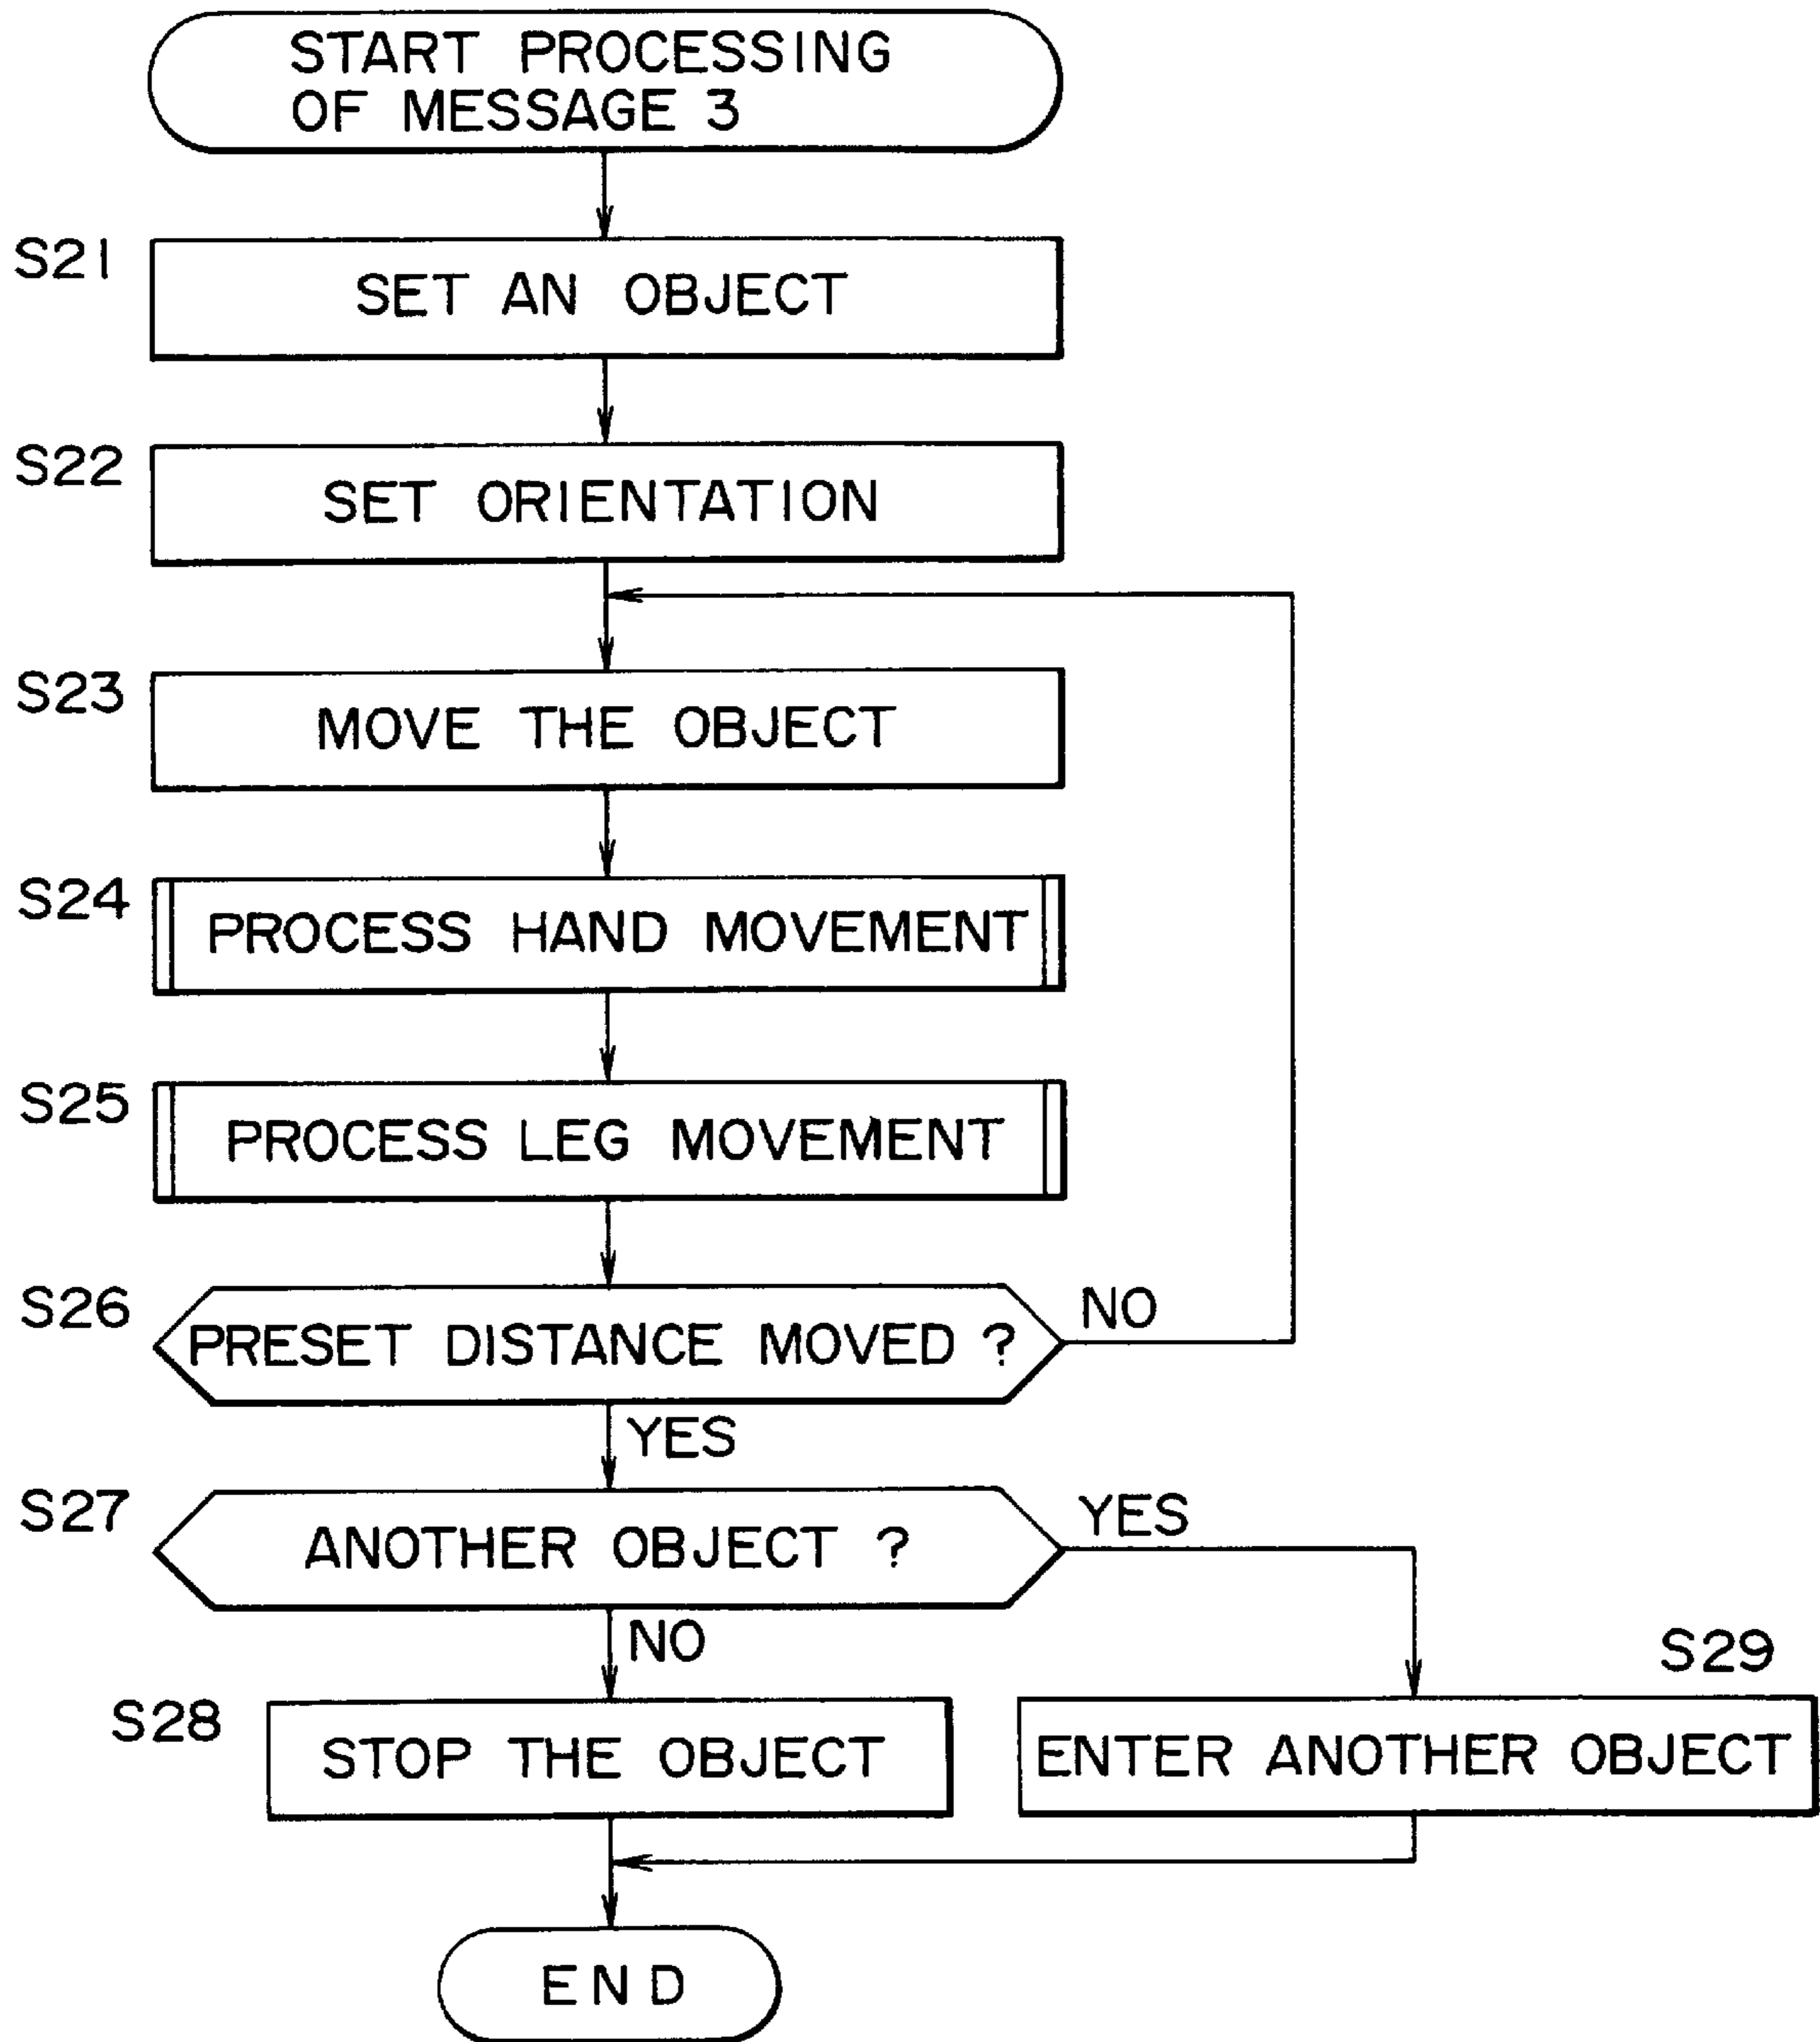 START PROCESSING
OF MESSAGE 3
S21
SET AN OBJECT
S22
SET ORIENTATION
S23
MOVE THE OBJECT
S24
PROCESS HAND MOVEMENT
S25
PROCESS LEG MOVEMENT
S26
PRESET DISTANCE MOVED ?
NO
YES
S27
ANOTHER OBJECT ?
YES
NO
S28
STOP THE OBJECT
S29
ENTER ANOTHER OBJECT
END